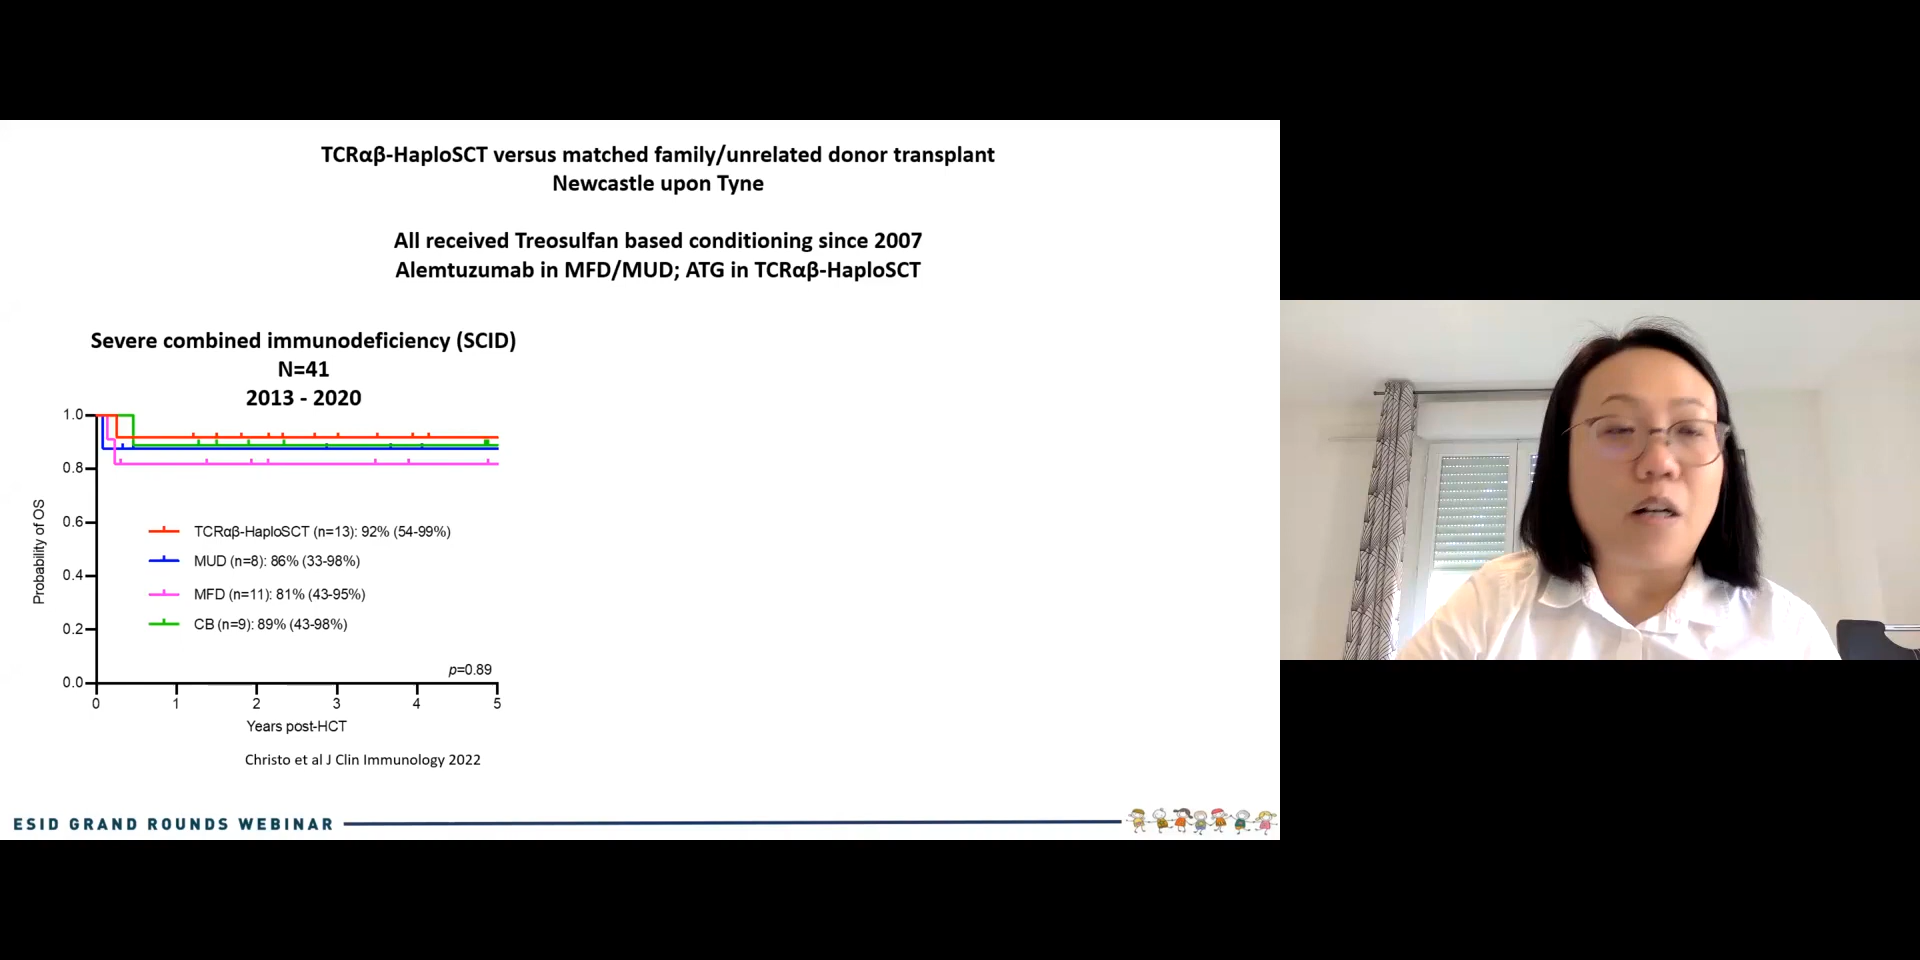 TCRαβ-HaploSCT versus matched family/unrelated donor transplant
Newcastle upon Tyne
All received Treosulfan based conditioning since 2007
Alemtuzumab in MFD/MUD; ATG in TCRαβ-HaploSCT
Severe combined immunodeficiency (SCID)
N=41
2013 - 2020
1.0
0.8
0.6
0.4
0.2
0.0
Probability of OS
TCRαβ-HaploSCT (n=13): 92% (54-99%)
MUD (n=8): 86% (33-98%)
MFD (n=11): 81% (43-95%)
CB (n=9): 89% (43-98%)
p=0.89
0 1 2 3 4 5
Years post-HCT
Christo et al J Clin Immunology 2022
ESID GRAND ROUNDS WEBINAR